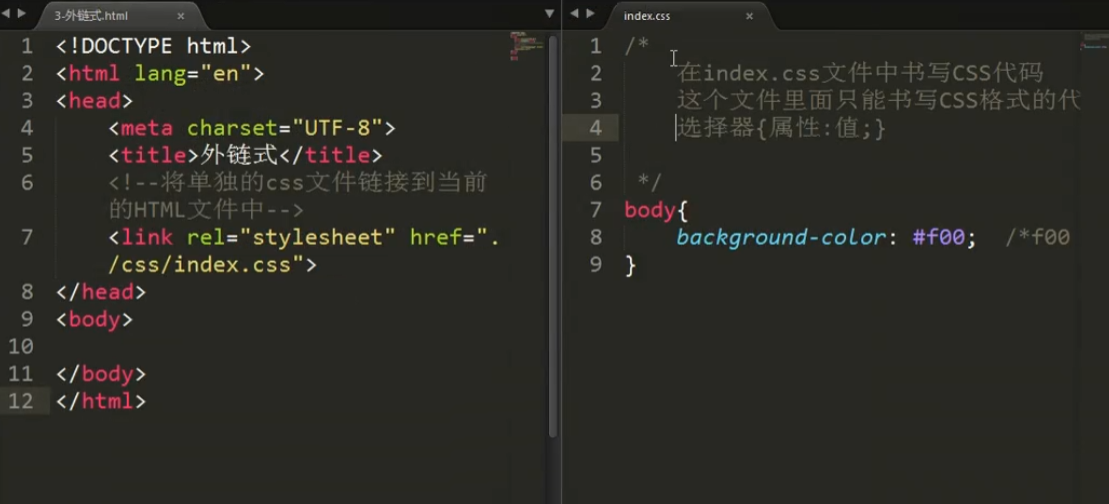 3-外链式.html
1 <!DOCTYPE html>
2 <html lang="en">
3 <head>
4 <meta charset="UTF-8">
5 <title>外链式</title>
6 <!--将单独的css文件链接到当前
的HTML文件中-->
7 <link rel="stylesheet" href=".
/css/index.css">
8 </head>
9 <body>
10
11 </body>
12 </html>
index.css
1 /*
2 在index.css文件中书写CSS代码
3 这个文件里面只能书写CSS格式的代
4 选择器{属性:值;}
5
6 */
7 body{
8 background-color: #f00; /*f00
9 }